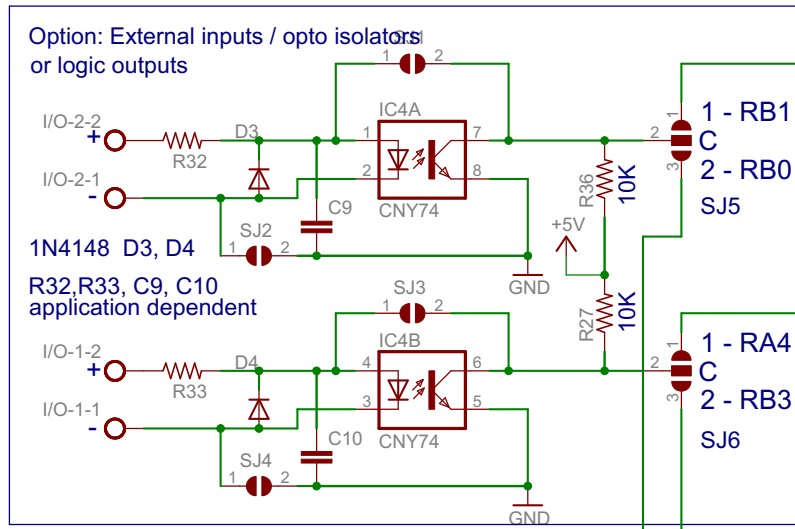 Option: External inputs / opto isolators
SJ1
or logic outputs
1 2
I/O-2-2
+
R32
D3
IC4A
1 7
2 8
CNY74
I/O-2-1
-
SJ2
1 2
C9
R36
10K
1
2
3
1 - RB1
C
2 - RB0
SJ5
1N4148 D3, D4
+5V
GND
R32,R33, C9, C10
application dependent
SJ3
1 2
R27
10K
I/O-1-2
+
R33
D4
IC4B
4 6
3 5
CNY74
I/O-1-1
-
SJ4
1 2
C10
1
2
3
1 - RA4
C
2 - RB3
SJ6
GND